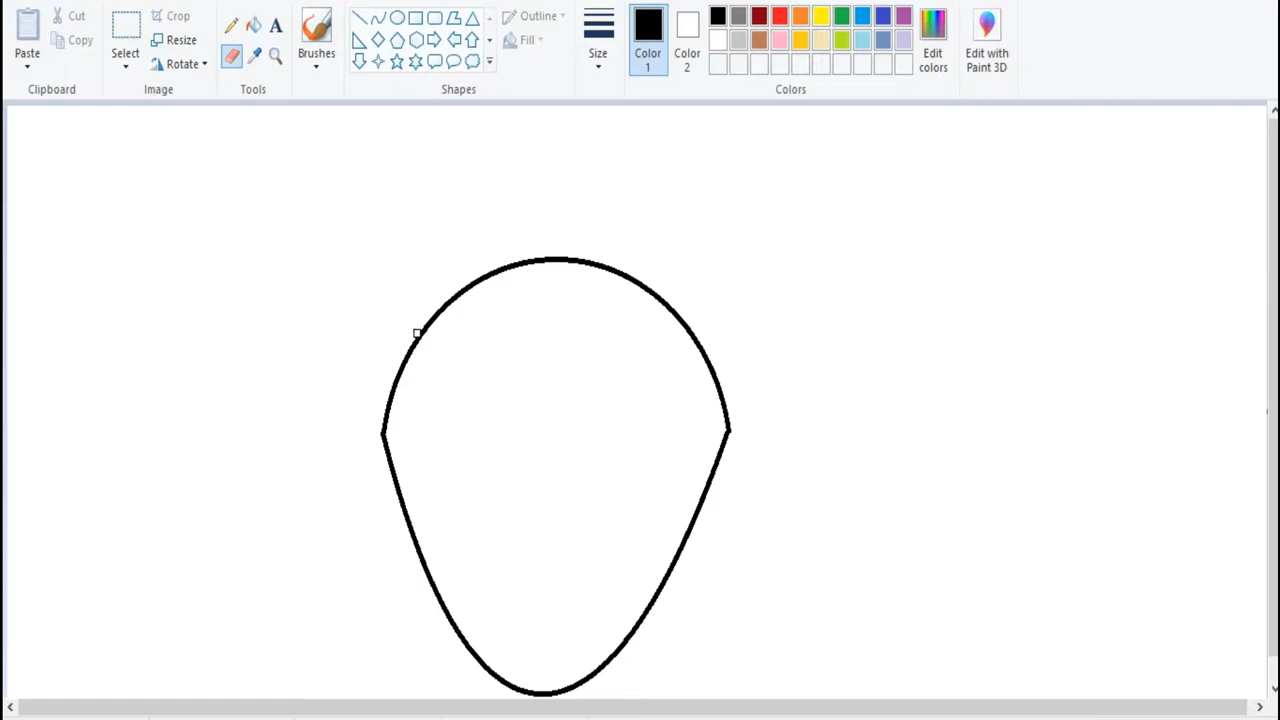 Paste
Cut
Copy
Clipboard
Select
Crop
Resize
Rotate
Image
A
Tools
Brushes
Outline
Fill
Shapes
Size
Color
1
Color
2
Edit
colors
Colors
Edit with
Paint 3D